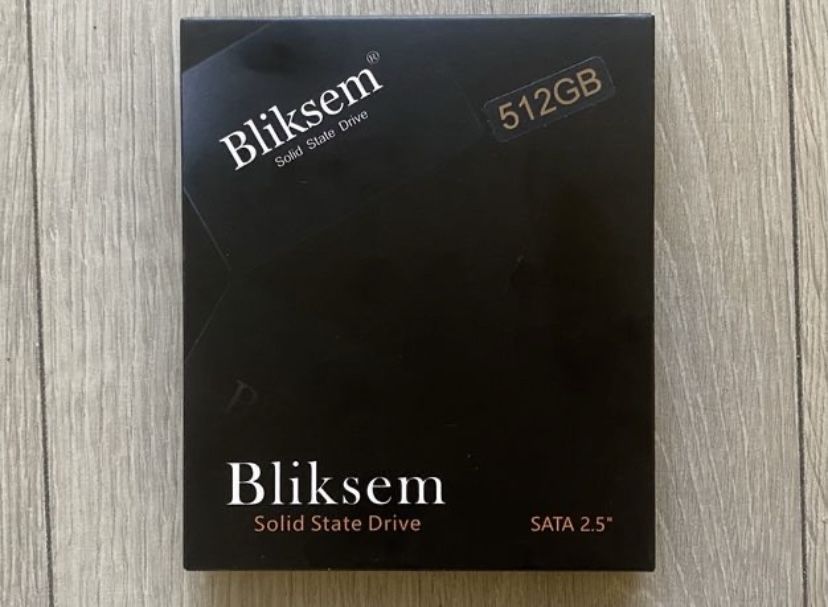 Bliksem®
Solid State Drive
512GB
Bliksem
Solid State Drive
SATA 2.5"